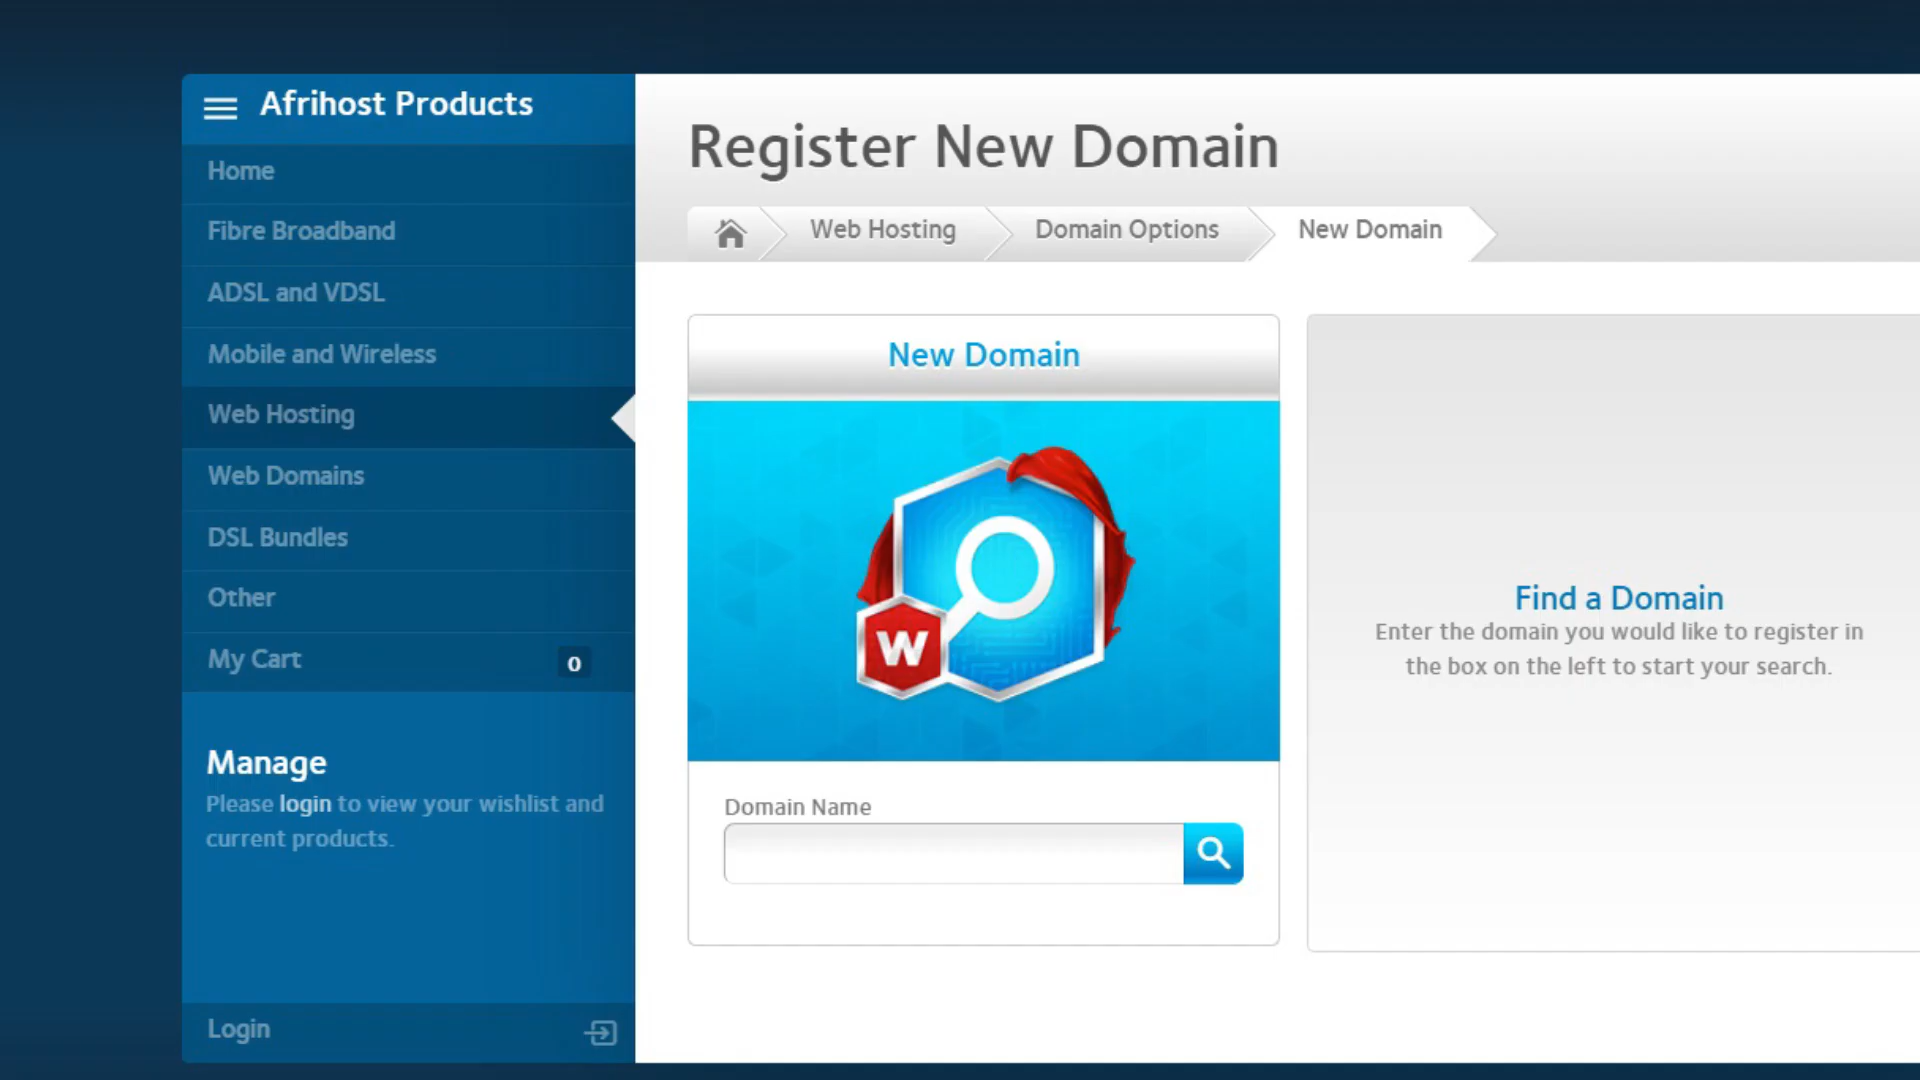 Afrihost Products
Home
Fibre Broadband
ADSL and VDSL
Mobile and Wireless
Web Hosting
Web Domains
DSL Bundles
Other
My Cart 0
Manage
Please login to view your wishlist and
current products.
Login
Register New Domain
Web Hosting
Domain Options
New Domain
New Domain
W
Domain Name
Find a Domain
Enter the domain you would like to register in
the box on the left to start your search.